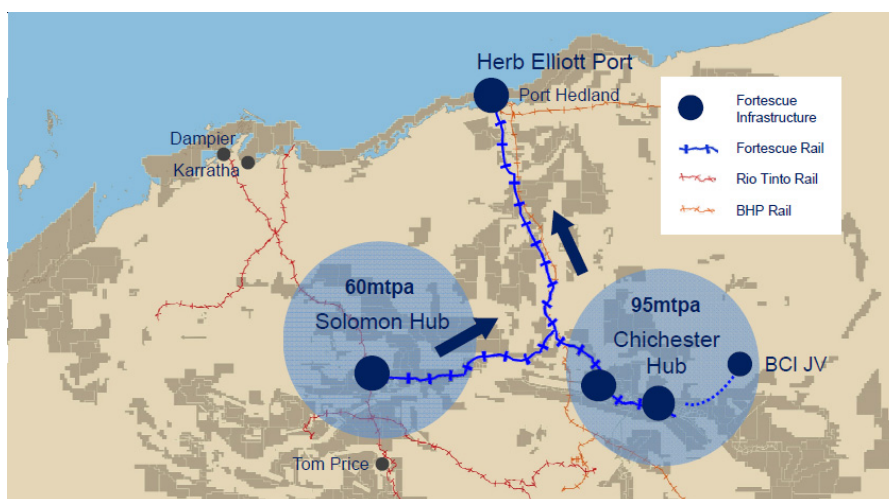 Herb Elliott Port
Port Hedland
Dampier
Karratha
Fortescue
Infrastructure
Fortescue Rail
Rio Tinto Rail
BHP Rail
60mtpa
Solomon Hub
95mtpa
Chichester
Hub
BCI JV
Tom Price